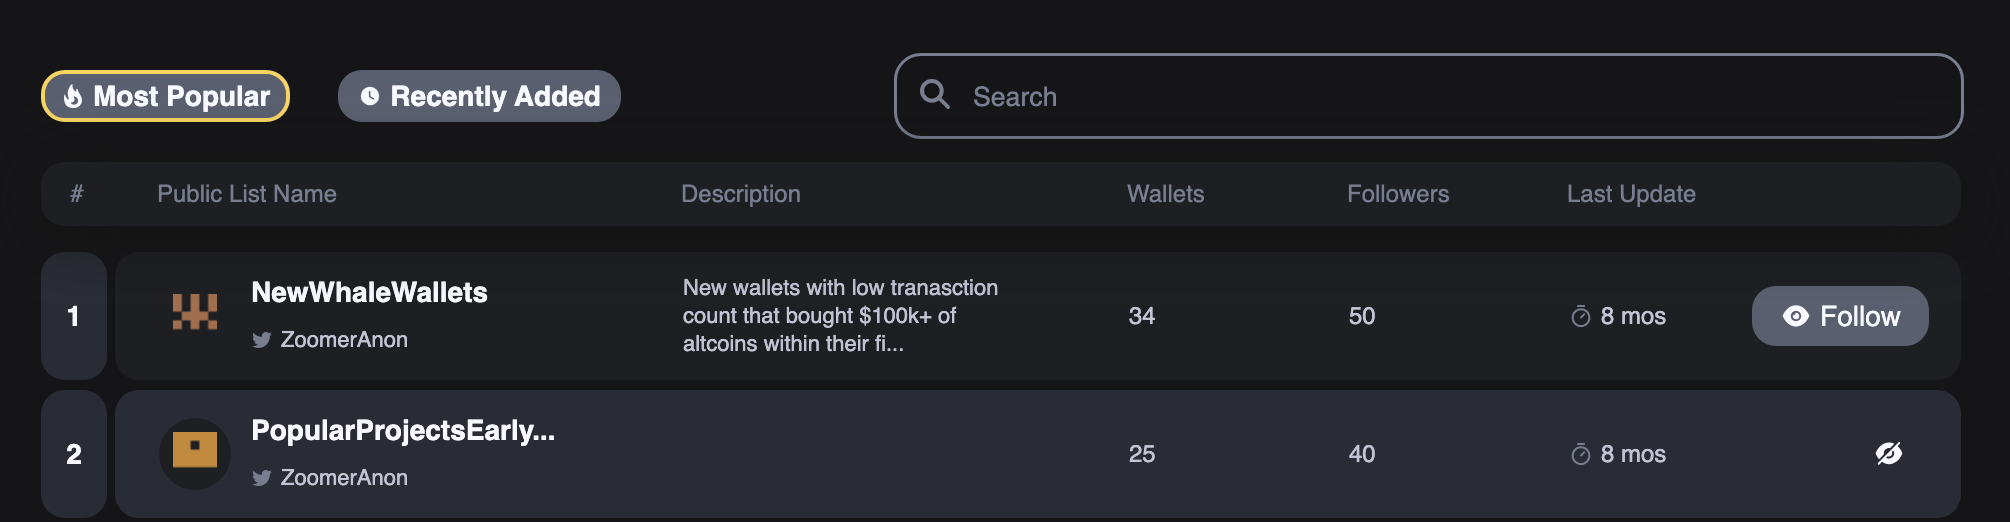 Most Popular
Recently Added
Search
# Public List Name Description Wallets Followers Last Update
1
NewWhaleWallets
ZoomerAnon
New wallets with low tranasction
count that bought $100k+ of
altcoins within their fi...
34
50
8 mos
Follow
2
PopularProjectsEarly...
ZoomerAnon
25
40
8 mos